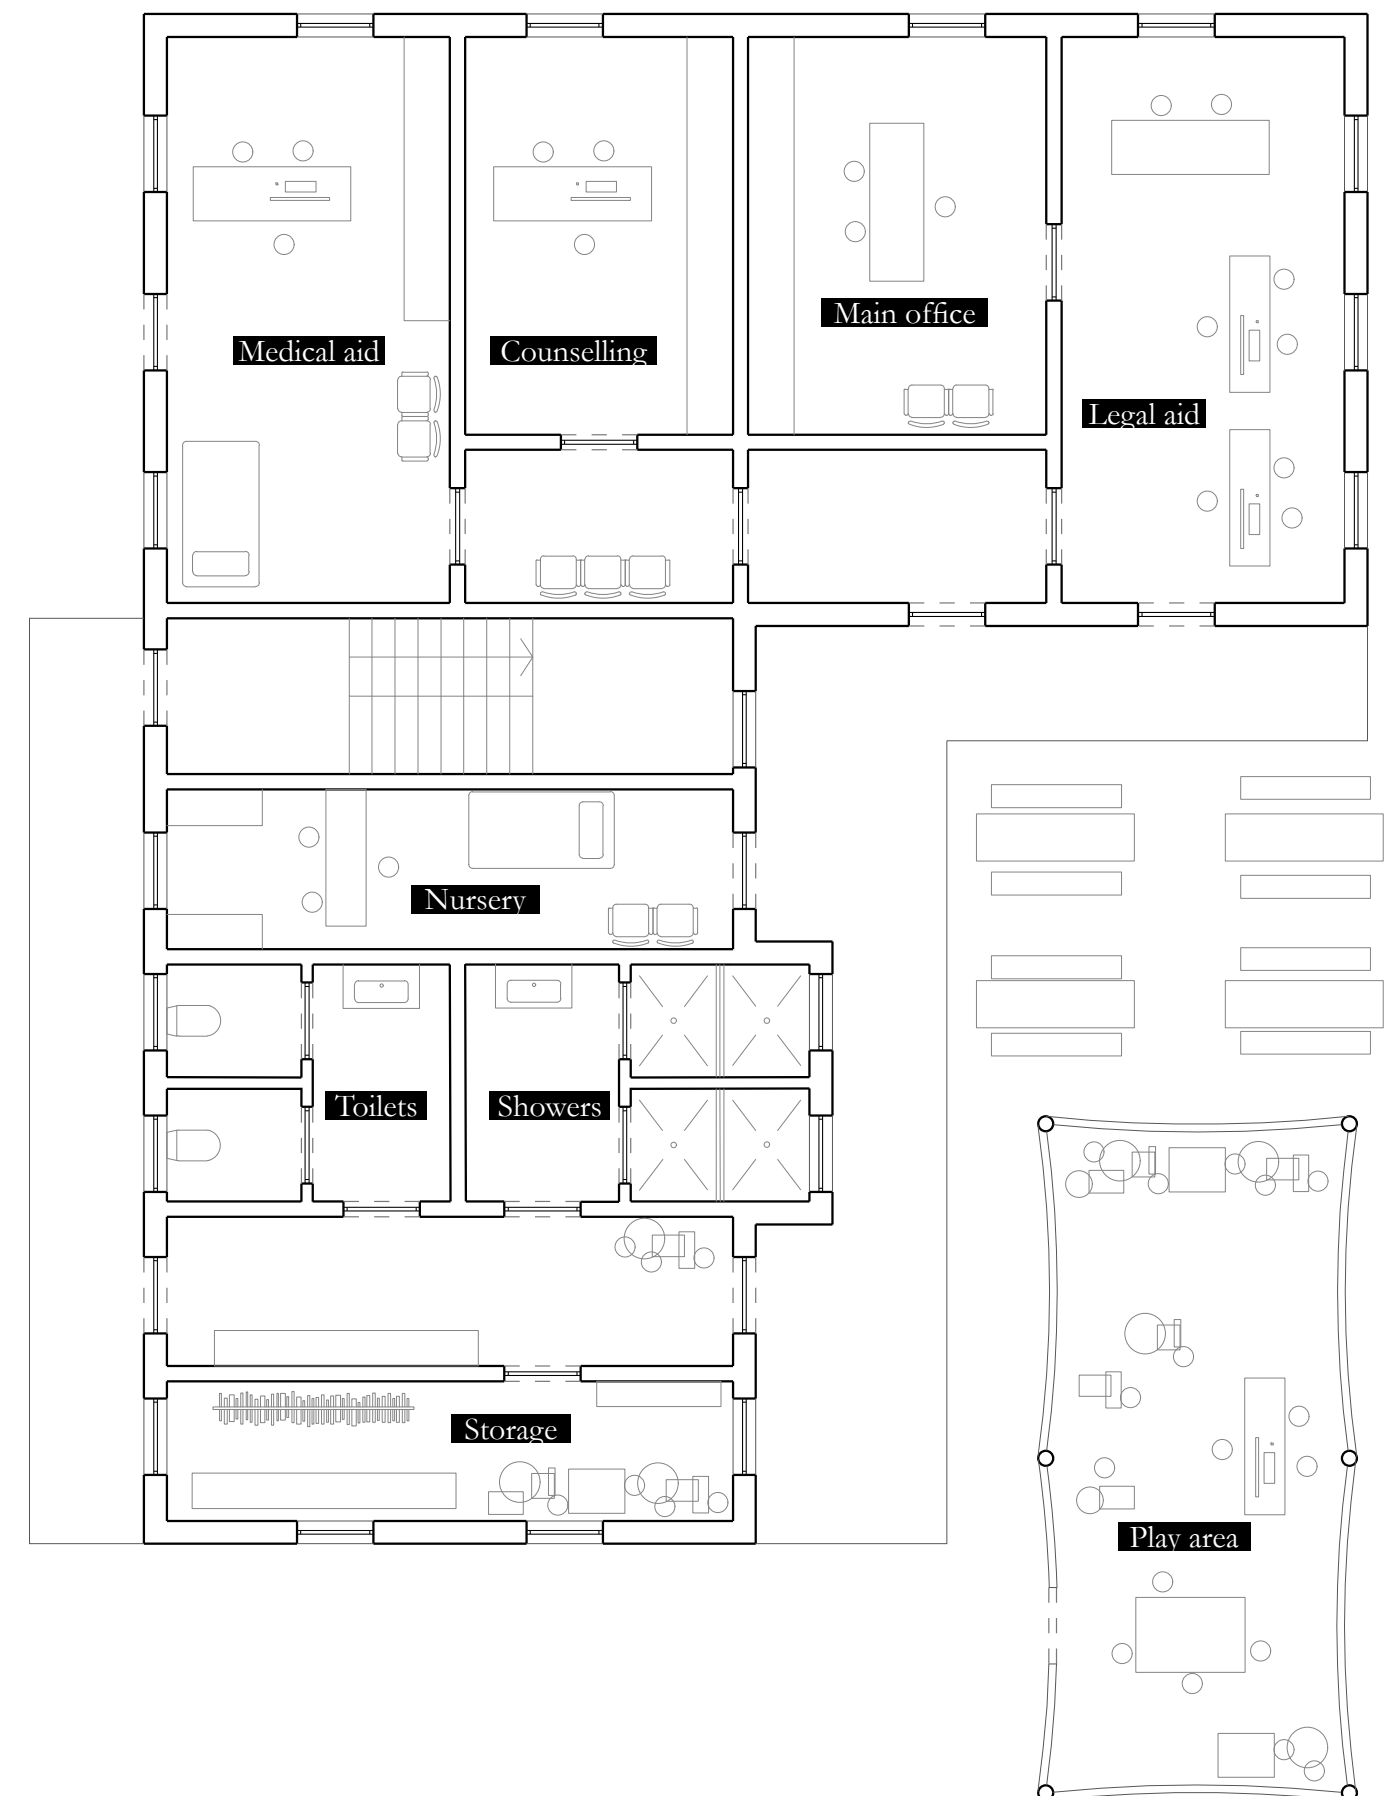 Main office
Medical aid
Counselling
Legal aid
Nursery
Toilets
Showers
Storage
Play area